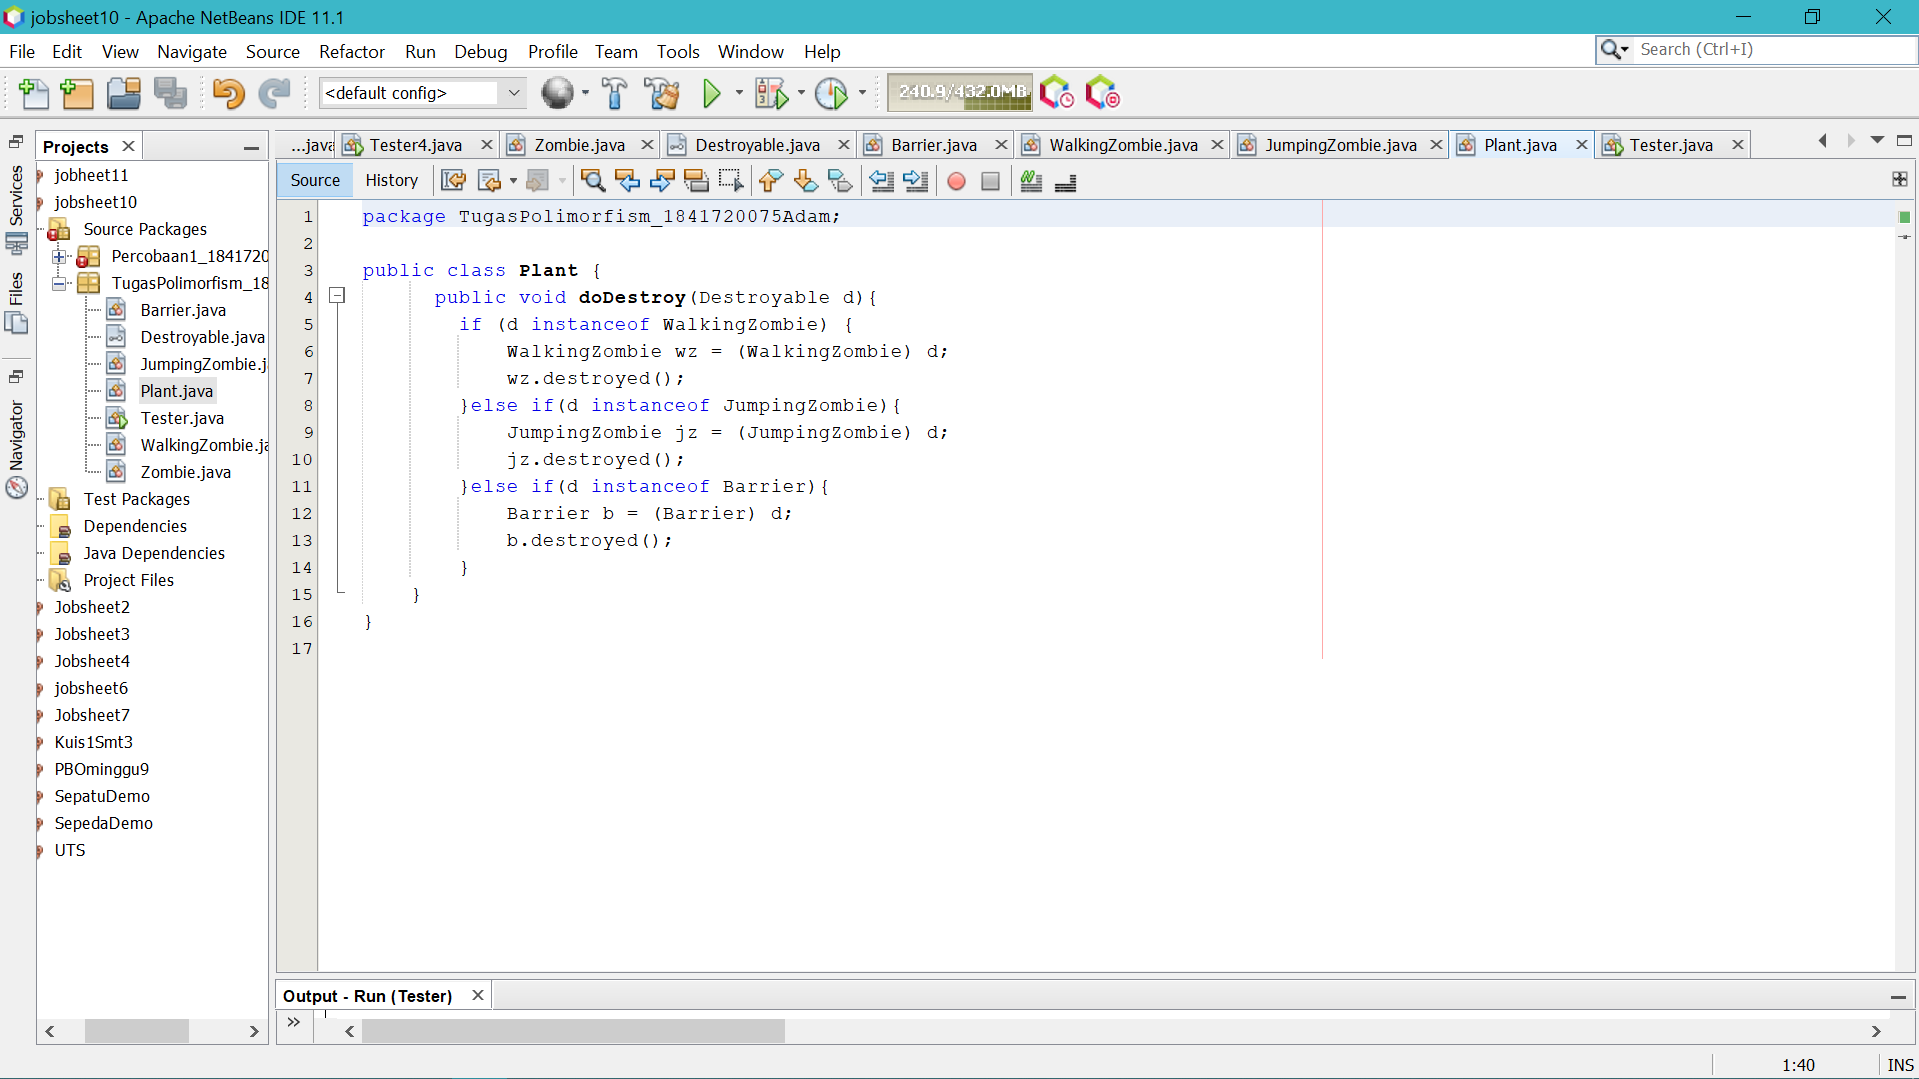 jobsheet10 - Apache NetBeans IDE 11.1
File Edit View Navigate Source Refactor Run Debug Profile Team Tools Window Help
Search (Ctrl+I)
<default config>
240.9/432.0MB
Projects
...java
Tester4.java
Zombie.java
Destroyable.java
Barrier.java
WalkingZombie.java
JumpingZombie.java
Plant.java
Tester.java
Services
Files
Navigator
jobheet11
jobsheet10
Source Packages
Percobaan1_1841720
TugasPolimorfism_18
Barrier.java
Destroyable.java
JumpingZombie.j
Plant.java
Tester.java
WalkingZombie.ja
Zombie.java
Test Packages
Dependencies
Java Dependencies
Project Files
Jobsheet2
Jobsheet3
Jobsheet4
jobsheet6
Jobsheet7
Kuis1Smt3
PBOminggu9
SepatuDemo
SepedaDemo
UTS
Source History
1 package TugasPolimorfism_1841720075Adam;
2
3 public class Plant {
4 public void doDestroy(Destroyable d){
5 if (d instanceof WalkingZombie) {
6 WalkingZombie wz = (WalkingZombie) d;
7 wz.destroyed();
8 }else if(d instanceof JumpingZombie){
9 JumpingZombie jz = (JumpingZombie) d;
10 jz.destroyed();
11 }else if(d instanceof Barrier){
12 Barrier b = (Barrier) d;
13 b.destroyed();
14 }
15 }
16 }
17
Output - Run (Tester)
1:40
INS